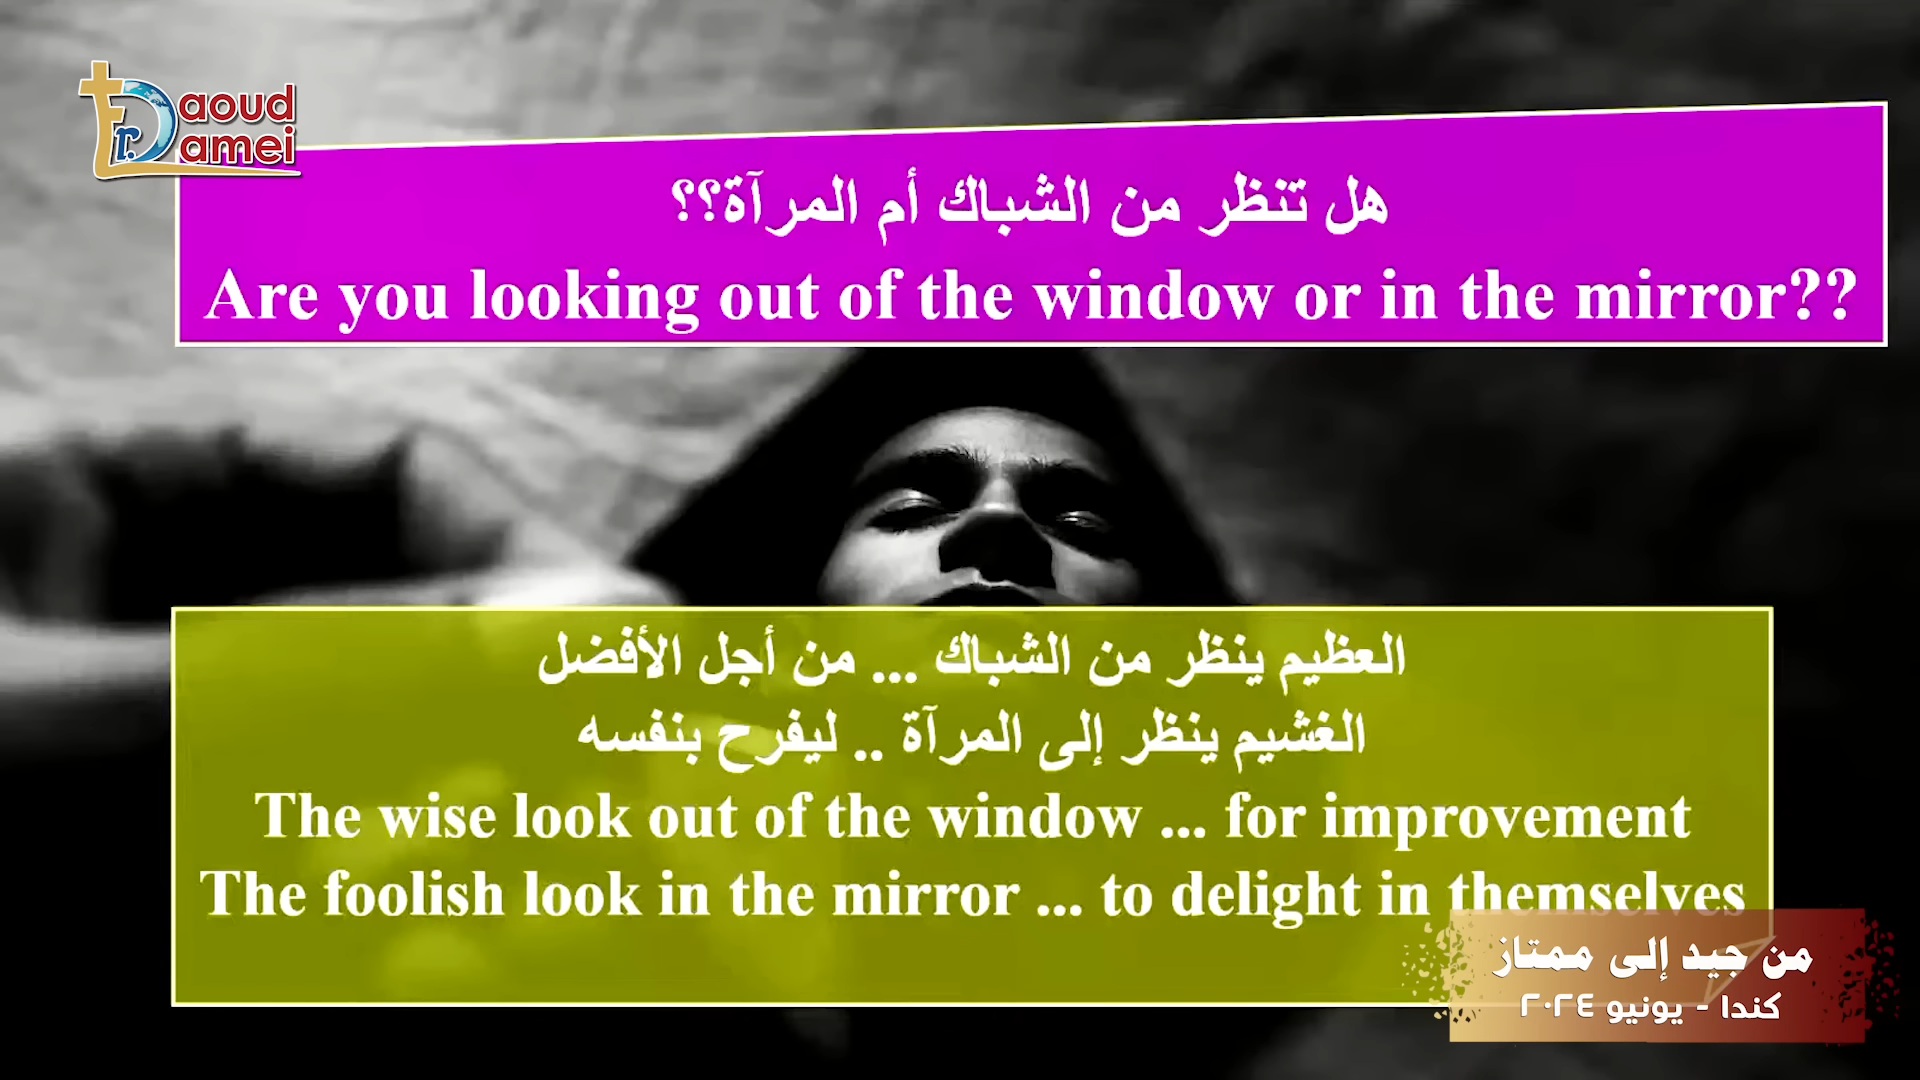 Fr. Daoud
Lamei
هل تنظر من الشباك أم المرآة؟؟
Are you looking out of the window or in the mirror??
العظيم ينظر من الشباك ... من أجل الأفضل
الغشيم ينظر إلى المرآة .. ليفرح بنفسه
The wise look out of the window ... for improvement
The foolish look in the mirror ... to delight in themselves
من جيد إلى ممتاز
كندا - يونيو ٢٠٢٤